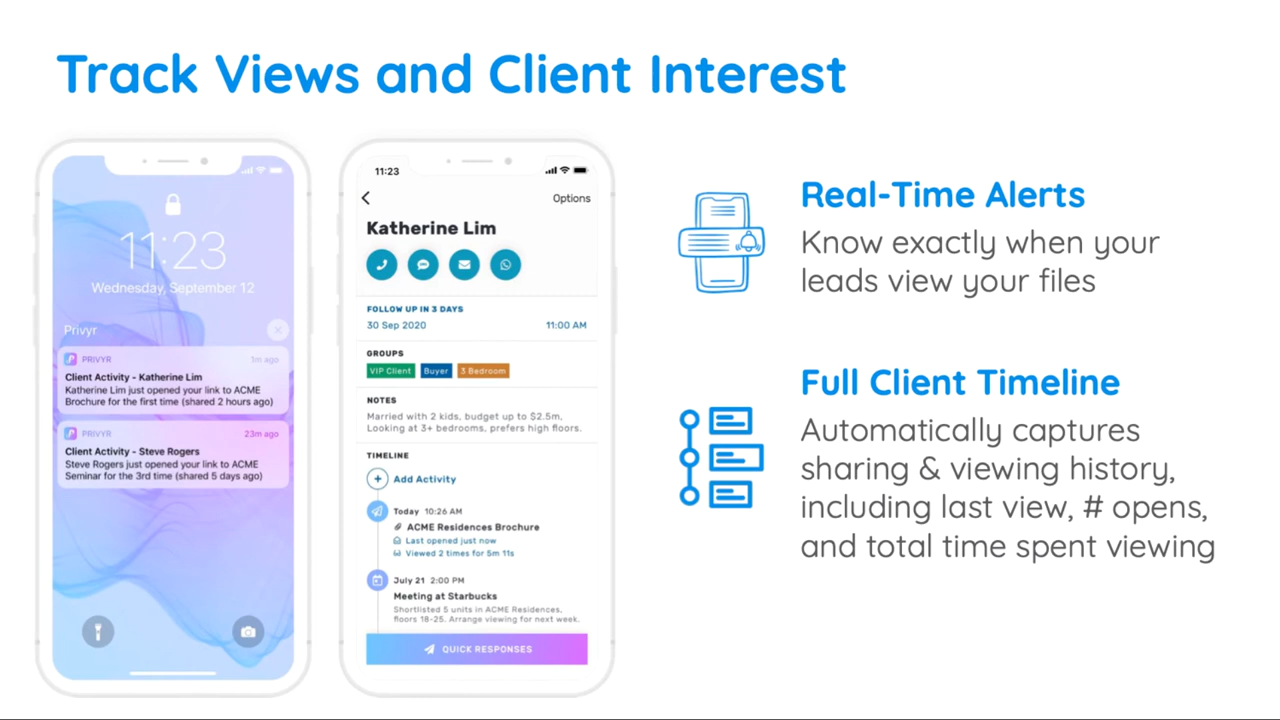 Track Views and Client Interest
11:23
Wednesday, September 12
Privyr
PRIVYR
1m ago
Client Activity - Katherine Lim
Katherine Lim just opened your link to ACME
Brochure for the first time (shared 2 hours ago)
PRIVYR
23m ago
Client Activity - Steve Rogers
Steve Rogers just opened your link to ACME
Seminar for the 3rd time (shared 5 days ago)
11:23
Options
Katherine Lim
FOLLOW UP IN 3 DAYS
30 Sep 2020
11:00 AM
GROUPS
VIP Client Buyer 3 Bedroom
NOTES
Married with 2 kids, budget up to $2.5m.
Looking at 3+ bedrooms, prefers high floors.
TIMELINE
Add Activity
Today 10:26 AM
ACME Residences Brochure
Last opened just now
Viewed 2 times for 5m 11s
July 21 2:00 PM
Meeting at Starbucks
Shortlisted 5 units in ACME Residences,
floors 18-25. Arrange viewing for next week.
QUICK RESPONSES
Real-Time Alerts
Know exactly when your
leads view your files
Full Client Timeline
Automatically captures
sharing & viewing history,
including last view, # opens,
and total time spent viewing